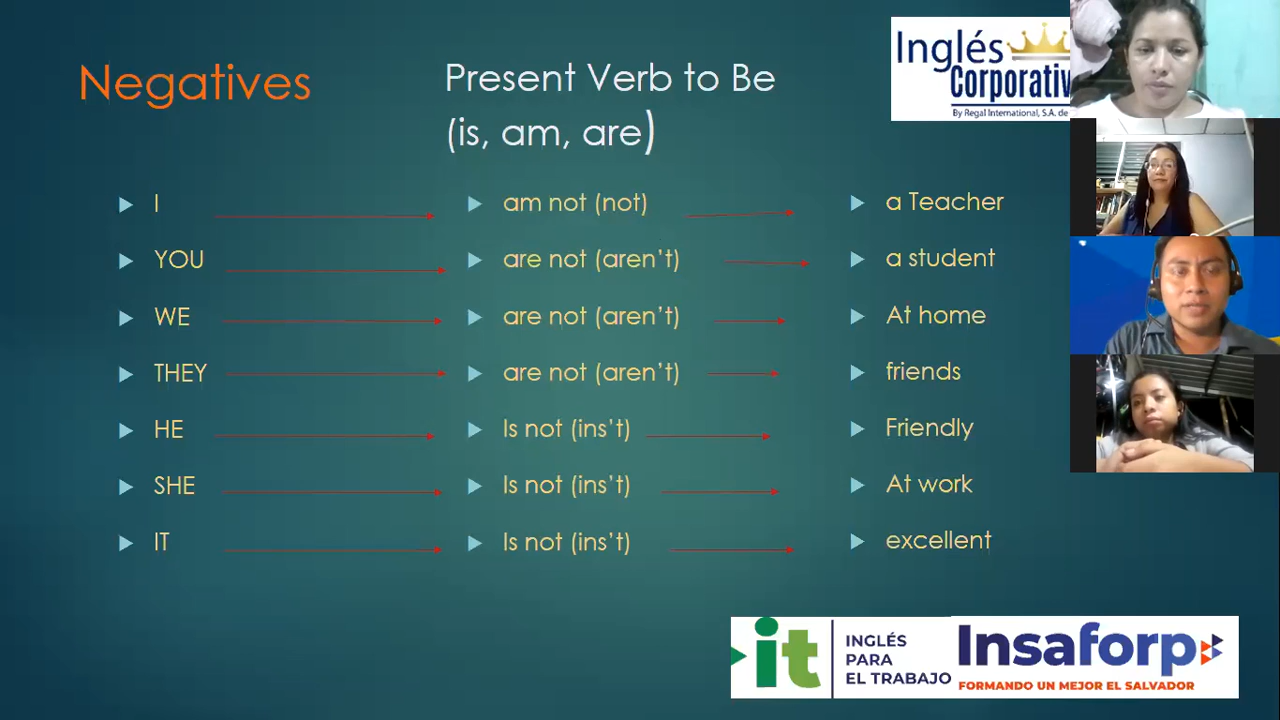 Negatives
Present Verb to Be
(is, am, are)
Inglés
Corporativ
By Regal International, S.A. de
I am not (not) a Teacher
YOU are not (aren't) a student
WE are not (aren't) At home
THEY are not (aren't) friends
HE Is not (ins't) Friendly
SHE Is not (ins't) At work
IT Is not (ins't) excellent
it
INGLÉS
PARA
EL TRABAJO
Insaforp
FORMANDO UN MEJOR EL SALVADOR